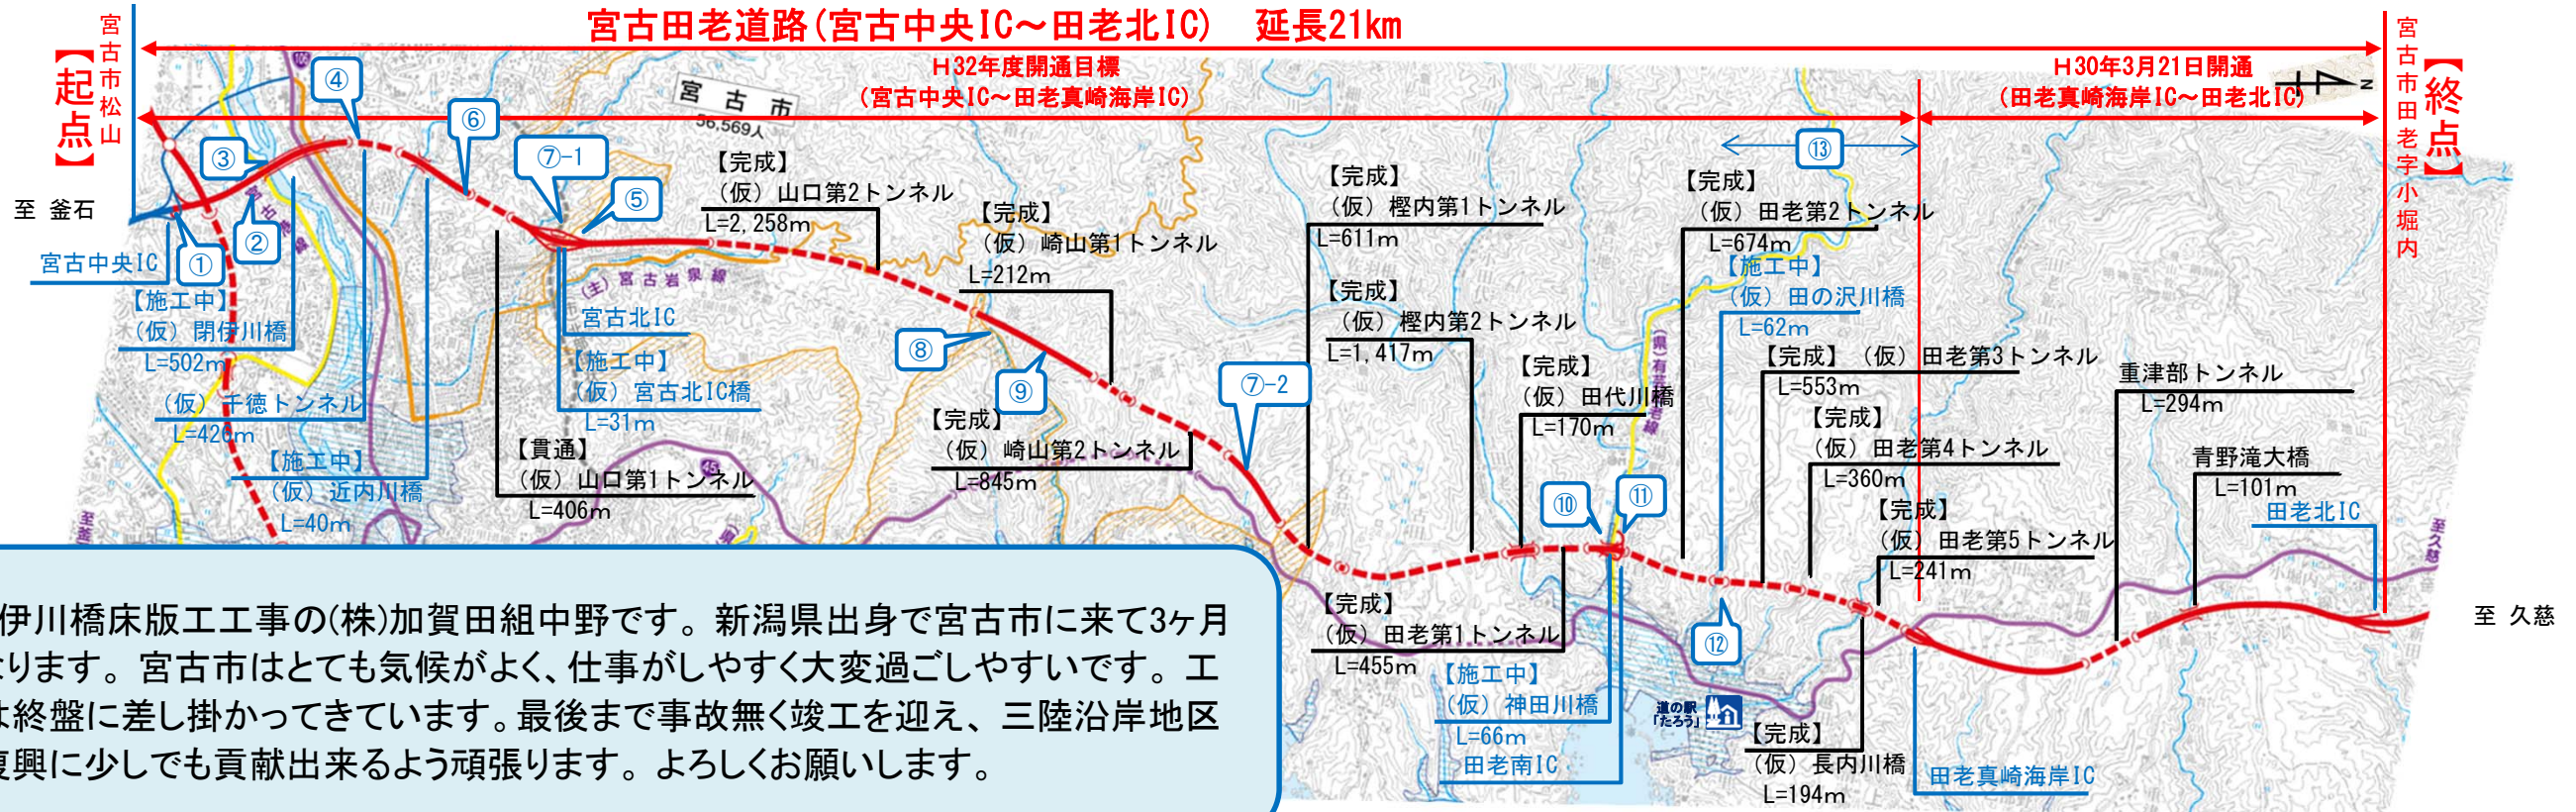 宮古田老道路(宮古中央IC～田老北IC)　延長21km
【起点】
宮古市松山
【終点】
宮古市田老字小堀内
H32年度開通目標
(宮古中央IC～田老真崎海岸IC)
H30年3月21日開通
(田老真崎海岸IC～田老北IC)
N
宮古市
56,569人
106
至 釜石
宮古中央IC
①
②
③
④
⑥
⑦-1
⑤
【施工中】
(仮) 閉伊川橋
L=502m
(仮) 千徳トンネル
L=426m
【施工中】
(仮) 近内川橋
L=40m
【貫通】
(仮) 山口第1トンネル
L=406m
宮古北IC
【施工中】
(仮) 宮古北IC橋
L=31m
(主) 宮古岩泉線
【完成】
(仮) 山口第2トンネル
L=2,258m
【完成】
(仮) 崎山第1トンネル
L=212m
⑧
⑨
【完成】
(仮) 崎山第2トンネル
L=845m
45
⑦-2
【完成】
(仮) 樫内第1トンネル
L=611m
【完成】
(仮) 樫内第2トンネル
L=1,417m
【完成】
(仮) 田代川橋
L=170m
⑩
⑪
【完成】
(仮) 田老第1トンネル
L=455m
【施工中】
(仮) 神田川橋
L=66m
田老南IC
⑬
【完成】
(仮) 田老第2トンネル
L=674m
【施工中】
(仮) 田の沢川橋
L=62m
【完成】 (仮) 田老第3トンネル
L=553m
【完成】
(仮) 田老第4トンネル
L=360m
【完成】
(仮) 田老第5トンネル
L=241m
⑫
道の駅
「たろう」
【完成】
(仮) 長内川橋
L=194m
田老真崎海岸IC
重津部トンネル
L=294m
青野滝大橋
L=101m
田老北IC
小堀内
至久慈
至 久慈
伊川橋床版工工事の(株)加賀田組中野です。新潟県出身で宮古市に来て3ヶ月
なります。宮古市はとても気候がよく、仕事がしやすく大変過ごしやすいです。工
は終盤に差し掛かってきています。最後まで事故無く竣工を迎え、三陸沿岸地区
復興に少しでも貢献出来るよう頑張ります。よろしくお願いします。